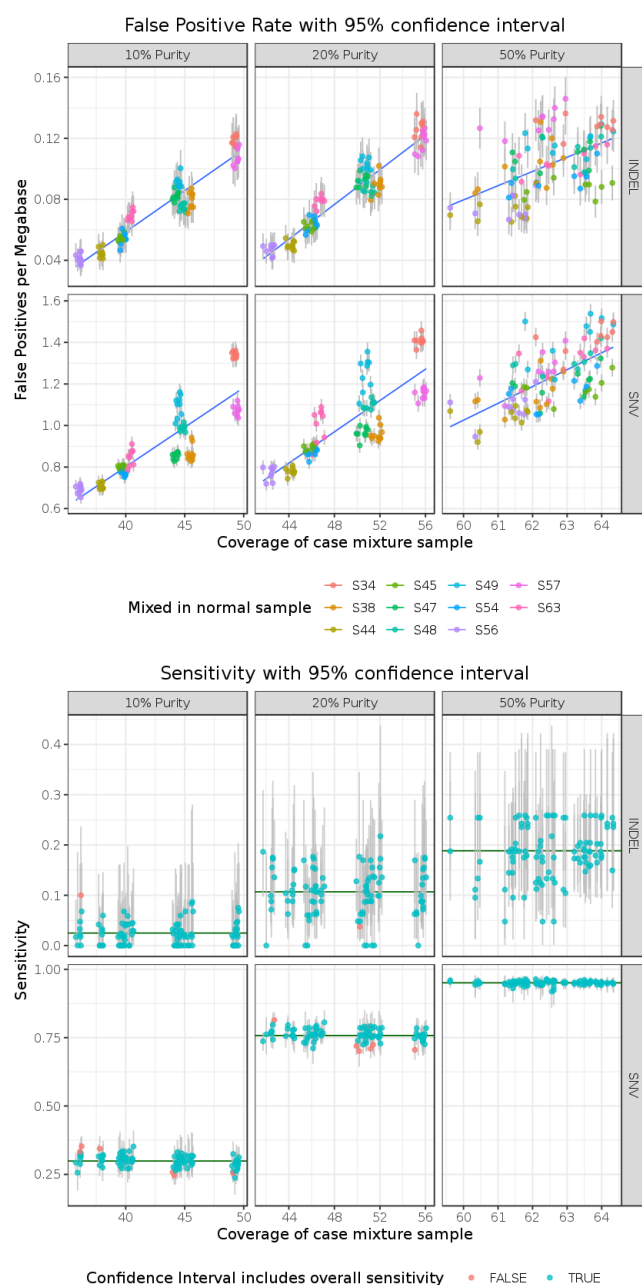 False Positive Rate with 95% confidence interval
10% Purity 20% Purity 50% Purity
0.16
0.12
0.08
0.04
INDEL
False Positives per Megabase
1.6
1.4
1.2
1.0
0.8
0.6
SNV
40 45 50 44 48 52 56 60 61 62 63 64
Coverage of case mixture sample
Mixed in normal sample
S34 S45 S49 S57
S38 S47 S54 S63
S44 S48 S56
Sensitivity with 95% confidence interval
10% Purity 20% Purity 50% Purity
0.4
0.3
0.2
0.1
0.0
INDEL
Sensitivity
1.00
0.75
0.50
0.25
SNV
40 45 50 44 48 52 56 60 61 62 63 64
Coverage of case mixture sample
Confidence Interval includes overall sensitivity FALSE TRUE